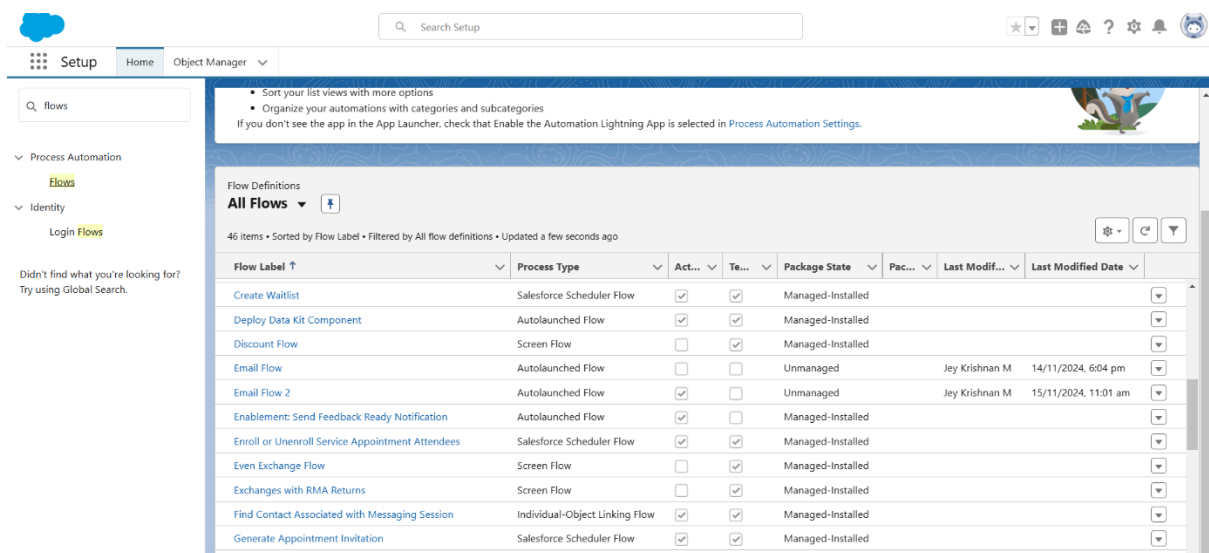 Search Setup
Setup Home Object Manager
flows
Process Automation
Flows
Identity
Login Flows
Didn't find what you're looking for?
Try using Global Search.
Sort your list views with more options
Organize your automations with categories and subcategories
If you don't see the app in the App Launcher, check that Enable the Automation Lightning App is selected in Process Automation Settings.
Flow Definitions
All Flows
46 items • Sorted by Flow Label • Filtered by All flow definitions • Updated a few seconds ago
Flow Label ↑ Process Type Act... Te... Package State Pac... Last Modif... Last Modified Date
Create Waitlist Salesforce Scheduler Flow Managed-Installed
Deploy Data Kit Component Autolaunched Flow Managed-Installed
Discount Flow Screen Flow Managed-Installed
Email Flow Autolaunched Flow Unmanaged Jey Krishnan M 14/11/2024, 6:04 pm
Email Flow 2 Autolaunched Flow Unmanaged Jey Krishnan M 15/11/2024, 11:01 am
Enablement: Send Feedback Ready Notification Autolaunched Flow Managed-Installed
Enroll or Unenroll Service Appointment Attendees Salesforce Scheduler Flow Managed-Installed
Even Exchange Flow Screen Flow Managed-Installed
Exchanges with RMA Returns Screen Flow Managed-Installed
Find Contact Associated with Messaging Session Individual-Object Linking Flow Managed-Installed
Generate Appointment Invitation Salesforce Scheduler Flow Managed-Installed